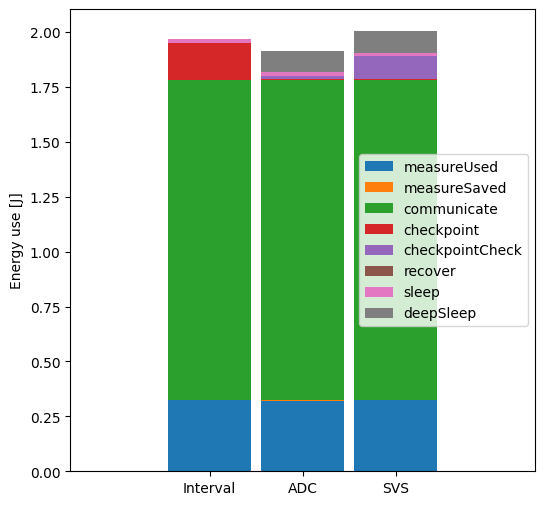 2.00
1.75
1.50
1.25
1.00
0.75
0.50
0.25
0.00
Energy use [J]
measureUsed
measureSaved
communicate
checkpoint
checkpointCheck
recover
sleep
deepSleep
Interval ADC SVS